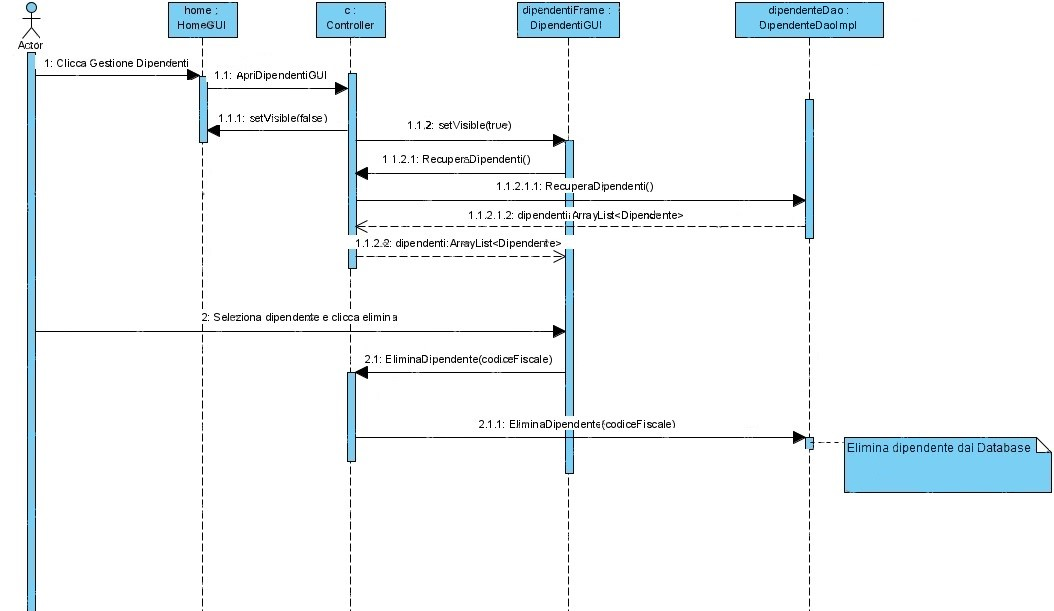 home :
HomeGUI
c :
Controller
dipendentiFrame :
DipendentiGUI
dipendenteDao :
DipendenteDaoImpl
Actor
1: Clicca Gestione Dipendenti
1.1: ApriDipendentiGUI
1.1.1: setVisible(false)
1.1.2: setVisible(true)
1.1.2.1: RecuperaDipendenti()
1.1.2.1.1: RecuperaDipendenti()
1.1.2.1.2: dipendenti:ArrayList<Dipendente>
1.1.2.2: dipendenti:ArrayList<Dipendente>
2: Seleziona dipendente e clicca elimina
2.1: EliminaDipendente(codiceFiscale)
2.1.1: EliminaDipendente(codiceFiscale)
Elimina dipendente dal Database